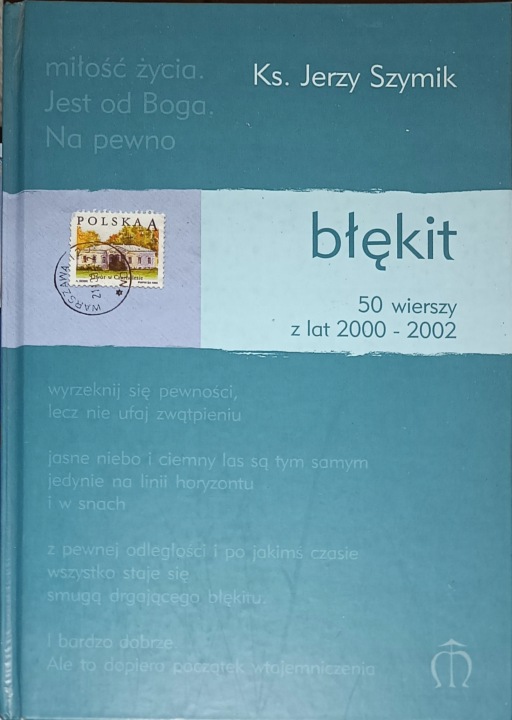 miłość życia.
Jest od Boga.
Na pewno
Ks. Jerzy Szymik
POLSKA A
WARSZAWA
21
błękit
50 wierszy
z lat 2000 - 2002
wyrzeknij się pewności,
lecz nie ufaj zwątpieniu
jasne niebo i ciemny las są tym samym
jedynie na linii horyzontu
i w snach
z pewnej odległości i po jakimś czasie
wszystko staje się
smugą drgającego błękitu.
I bardzo dobrze
Ale to dopiero początek wtajemniczenia